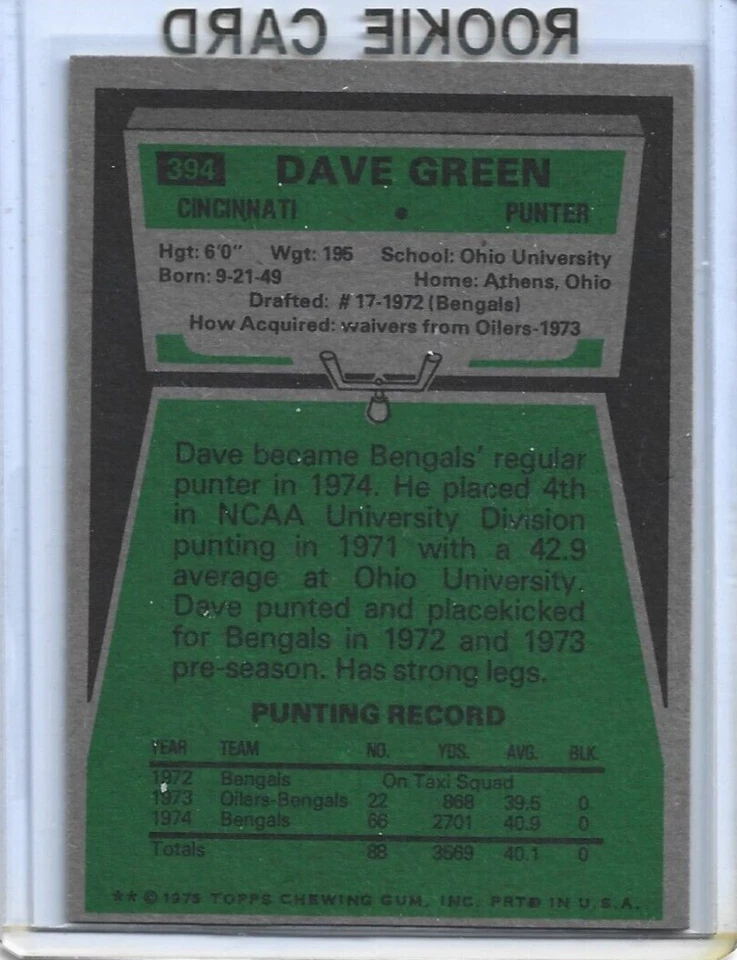 ROOKIE CARD
394 DAVE GREEN
CINCINNATI • PUNTER
Hgt: 6'0" Wgt: 195 School: Ohio University
Born: 9-21-49 Home: Athens, Ohio
Drafted: #17-1972 (Bengals)
How Acquired: waivers from Oilers-1973
Dave became Bengals' regular
punter in 1974. He placed 4th
in NCAA University Division
punting in 1971 with a 42.9
average at Ohio University.
Dave punted and placekicked
for Bengals in 1972 and 1973
pre-season. Has strong legs.
PUNTING RECORD
YEAR TEAM NO. YDS. AVG. BLK.
1972 Bengals On Taxi Squad
1973 Oilers-Bengals 22 868 39.5 0
1974 Bengals 66 2701 40.9 0
Totals 88 3569 40.1 0
** © 1975 TOPPS CHEWING GUM, INC. PRTD IN U.S.A.